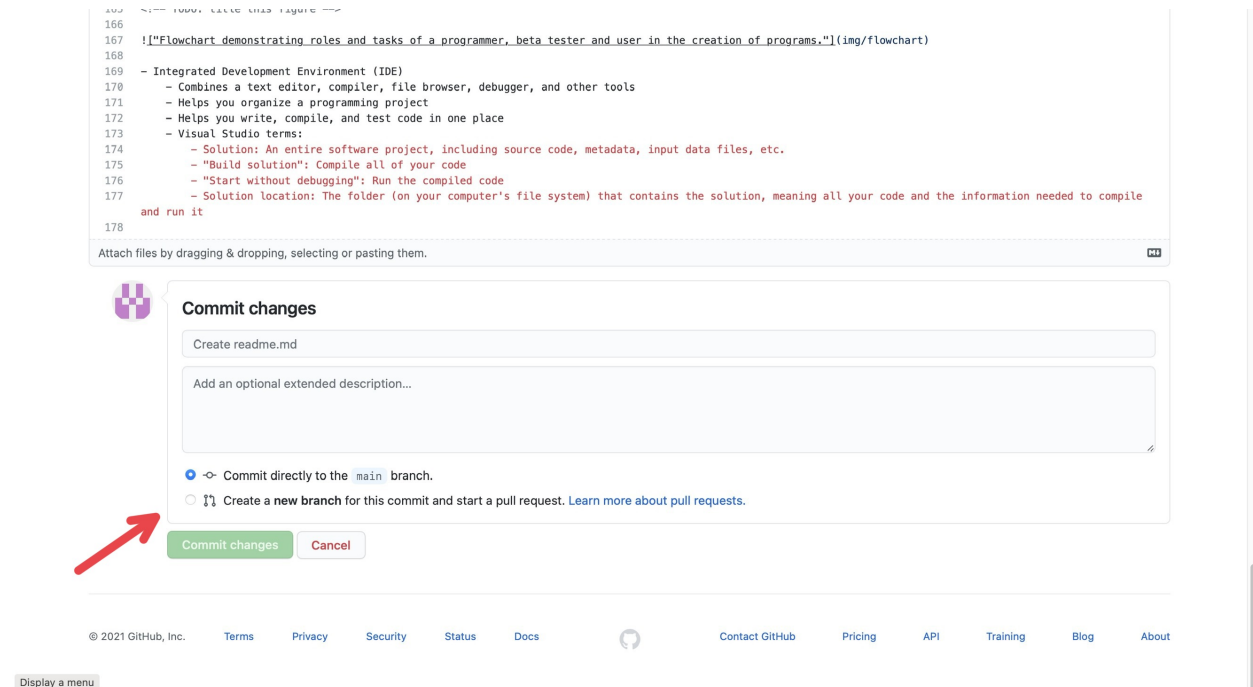 165 <!-- TODO: title this figure -->
166
167 !["Flowchart demonstrating roles and tasks of a programmer, beta tester and user in the creation of programs."](img/flowchart)
168
169 - Integrated Development Environment (IDE)
170 - Combines a text editor, compiler, file browser, debugger, and other tools
171 - Helps you organize a programming project
172 - Helps you write, compile, and test code in one place
173 - Visual Studio terms:
174 - Solution: An entire software project, including source code, metadata, input data files, etc.
175 - "Build solution": Compile all of your code
176 - "Start without debugging": Run the compiled code
177 - Solution location: The folder (on your computer's file system) that contains the solution, meaning all your code and the information needed to compile
and run it
178
Attach files by dragging & dropping, selecting or pasting them.
Commit changes
Create readme.md
Add an optional extended description...
Commit directly to the main branch.
Create a new branch for this commit and start a pull request. Learn more about pull requests.
Commit changes Cancel
© 2021 GitHub, Inc. Terms Privacy Security Status Docs Contact GitHub Pricing API Training Blog About
Display a menu